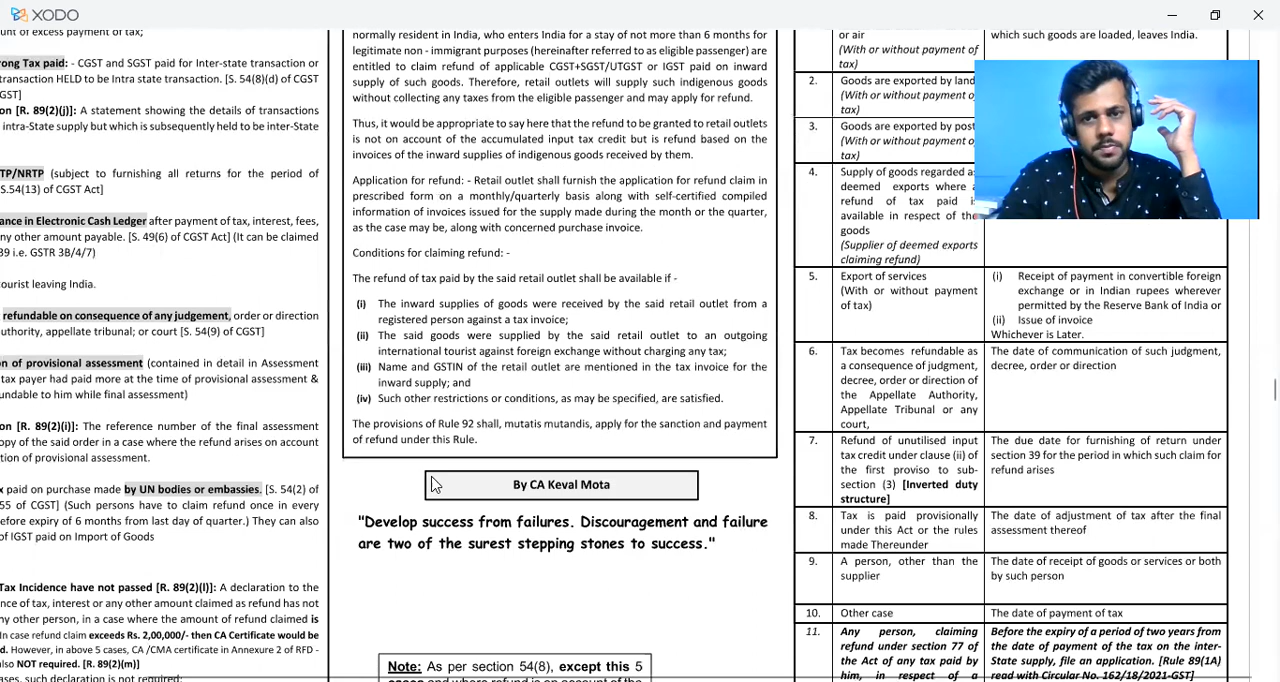 XODO
unt of excess payment of tax;
rong Tax paid: - CGST and SGST paid for Inter-state transaction or
transaction HELD to be Intra state transaction. [S. 54(8)(d) of CGST
GST]
on [R. 89(2)(j)]: A statement showing the details of transactions
intra-State supply but which is subsequently held to be inter-State
TP/NRTP (subject to furnishing all returns for the period of
S.54(13) of CGST Act]
ance in Electronic Cash Ledger after payment of tax, interest, fees,
ny other amount payable. [S. 49(6) of CGST Act] (It can be claimed
39 i.e. GSTR 3B/4/7)
ourist leaving India.
refundable on consequence of any judgement, order or direction
uthority, appellate tribunal; or court [S. 54(9) of CGST]
on of provisional assessment (contained in detail in Assessment
tax payer had paid more at the time of provisional assessment &
undable to him while final assessment)
on [R. 89(2)(i)]: The reference number of the final assessment
opy of the said order in a case where the refund arises on account
tion of provisional assessment.
x paid on purchase made by UN bodies or embassies. [S. 54(2) of
55 of CGST] (Such persons have to claim refund once in every
efore expiry of 6 months from last day of quarter.) They can also
of IGST paid on Import of Goods
Tax Incidence have not passed [R. 89(2)(l)]: A declaration to the
nce of tax, interest or any other amount claimed as refund has not
ny other person, in a case where the amount of refund claimed is
In case refund claim exceeds Rs. 2,00,000/- then CA Certificate would be
d. However, in above 5 cases, CA /CMA certificate in Annexure 2 of RFD -
lso NOT required. [R. 89(2)(m)]
ases, such declaration is not required:
normally resident in India, who enters India for a stay of not more than 6 months for
legitimate non - immigrant purposes (hereinafter referred to as eligible passenger) are
entitled to claim refund of applicable CGST+SGST/UTGST or IGST paid on inward
supply of such goods. Therefore, retail outlets will supply such indigenous goods
without collecting any taxes from the eligible passenger and may apply for refund.
Thus, it would be appropriate to say here that the refund to be granted to retail outlets
is not on account of the accumulated input tax credit but is refund based on the
invoices of the inward supplies of indigenous goods received by them.
Application for refund: - Retail outlet shall furnish the application for refund claim in
prescribed form on a monthly/quarterly basis along with self-certified compiled
information of invoices issued for the supply made during the month or the quarter,
as the case may be, along with concerned purchase invoice.
Conditions for claiming refund: -
The refund of tax paid by the said retail outlet shall be available if -
(i) The inward supplies of goods were received by the said retail outlet from a
registered person against a tax invoice;
(ii) The said goods were supplied by the said retail outlet to an outgoing
international tourist against foreign exchange without charging any tax;
(iii) Name and GSTIN of the retail outlet are mentioned in the tax invoice for the
inward supply; and
(iv) Such other restrictions or conditions, as may be specified, are satisfied.
The provisions of Rule 92 shall, mutatis mutandis, apply for the sanction and payment
of refund under this Rule.
By CA Keval Mota
"Develop success from failures. Discouragement and failure
are two of the surest stepping stones to success."
Note: As per section 54(8), except this 5
cases and where refund is on account of the
or air
(With or without payment of
tax)
which such goods are loaded, leaves India.
2. Goods are exported by land
(With or without payment o
tax)
3. Goods are exported by post
(With or without payment o
tax)
4. Supply of goods regarded a
deemed exports where
refund of tax paid i
available in respect of the
goods
(Supplier of deemed exports
claiming refund)
5. Export of services
(With or without payment
of tax)
(i) Receipt of payment in convertible foreign
exchange or in Indian rupees wherever
permitted by the Reserve Bank of India or
(ii) Issue of invoice
Whichever is Later.
6. Tax becomes refundable as
a consequence of judgment,
decree, order or direction of
the Appellate Authority,
Appellate Tribunal or any
court,
The date of communication of such judgment,
decree, order or direction
7. Refund of unutilised input
tax credit under clause (ii) of
the first proviso to sub-
section (3) [Inverted duty
structure]
The due date for furnishing of return under
section 39 for the period in which such claim for
refund arises
8. Tax is paid provisionally
under this Act or the rules
made Thereunder
The date of adjustment of tax after the final
assessment thereof
9. A person, other than the
supplier
The date of receipt of goods or services or both
by such person
10. Other case
The date of payment of tax
11. Any person, claiming
refund under section 77 of
the Act of any tax paid by
him, in respect of a
Before the expiry of a period of two years from
the date of payment of the tax on the inter-
State supply, file an application. [Rule 89(1A)
read with Circular No. 162/18/2021-GST]